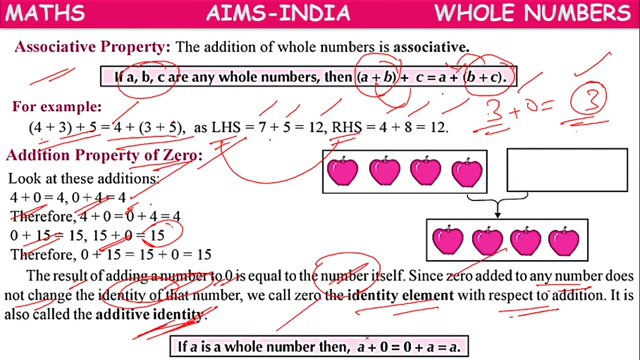 MATHS AIMS-INDIA WHOLE NUMBERS
Associative Property: The addition of whole numbers is associative.
If a, b, c are any whole numbers, then (a + b) + c = a + (b + c).
For example
3 + 0 = 3
(4 + 3) + 5 = 4 + (3 + 5), as LHS = 7 + 5 = 12, RHS = 4 + 8 = 12.
Addition Property of Zero:
Look at these additions:
4 + 0 = 4, 0 + 4 = 4
Therefore, 4 + 0 = 0 + 4 = 4
0 + 15 = 15, 15 + 0 = 15
Therefore, 0 + 15 = 15 + 0 = 15
The result of adding a number to 0 is equal to the number itself. Since zero added to any number does
not change the identity of that number, we call zero the identity element with respect to addition. It is
also called the additive identity.
If a is a whole number then, a + 0 = 0 + a = a.